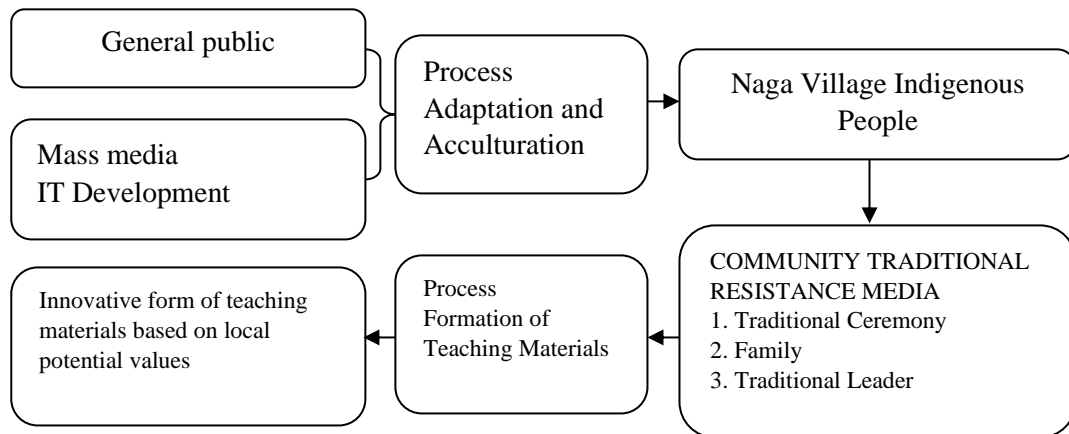 General public
Mass media
IT Development
Process
Adaptation and
Acculturation
Naga Village Indigenous
People
COMMUNITY TRADITIONAL
RESISTANCE MEDIA
1. Traditional Ceremony
2. Family
3. Traditional Leader
Process
Formation of
Teaching Materials
Innovative form of teaching
materials based on local
potential values